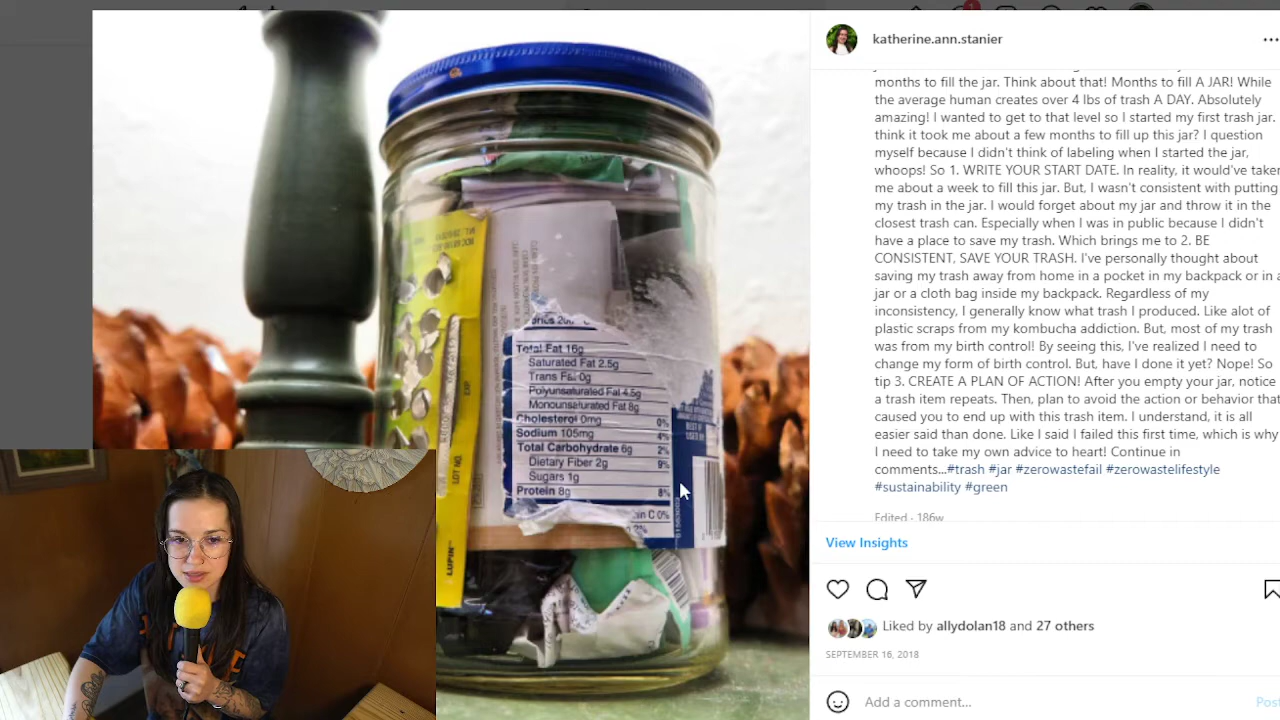 katherine.ann.stanier
months to fill the jar. Think about that! Months to fill A JAR! While
the average human creates over 4 lbs of trash A DAY. Absolutely
amazing! I wanted to get to that level so I started my first trash jar.
think it took me about a few months to fill up this jar? I question
myself because I didn't think of labeling when I started the jar,
whoops! So 1. WRITE YOUR START DATE. In reality, it would've taken
me about a week to fill this jar. But, I wasn't consistent with putting
my trash in the jar. I would forget about my jar and throw it in the
closest trash can. Especially when I was in public because I didn't
have a place to save my trash. Which brings me to 2. BE
CONSISTENT, SAVE YOUR TRASH. I've personally thought about
saving my trash away from home in a pocket in my backpack or in a
jar or a cloth bag inside my backpack. Regardless of my
inconsistency, I generally know what trash I produced. Like alot of
plastic scraps from my kombucha addiction. But, most of my trash
was from my birth control! By seeing this, I've realized I need to
change my form of birth control. But, have I done it yet? Nope! So
tip 3. CREATE A PLAN OF ACTION! After you empty your jar, notice
a trash item repeats. Then, plan to avoid the action or behavior that
caused you to end up with this trash item. I understand, it is all
easier said than done. Like I said I failed this first time, which is why
I need to take my own advice to heart! Continue in
comments...#trash #jar #zerowastefail #zerowastelifestyle
#sustainability #green
Edited · 186w
View Insights
Liked by allydolan18 and 27 others
SEPTEMBER 16, 2018
Add a comment...
Post
Total Fat 16g
Saturated Fat 2.5g
Trans Fat 0g
Polyunsaturated Fat 4.5g
Monounsaturated Fat 8g
Cholesterol 0mg 0%
Sodium 105mg 4%
Total Carbohydrate 6g 2%
Dietary Fiber 2g 9%
Sugars 1g
Protein 8g 8%
C 0%
LOT NO.
EXP
LUPIN